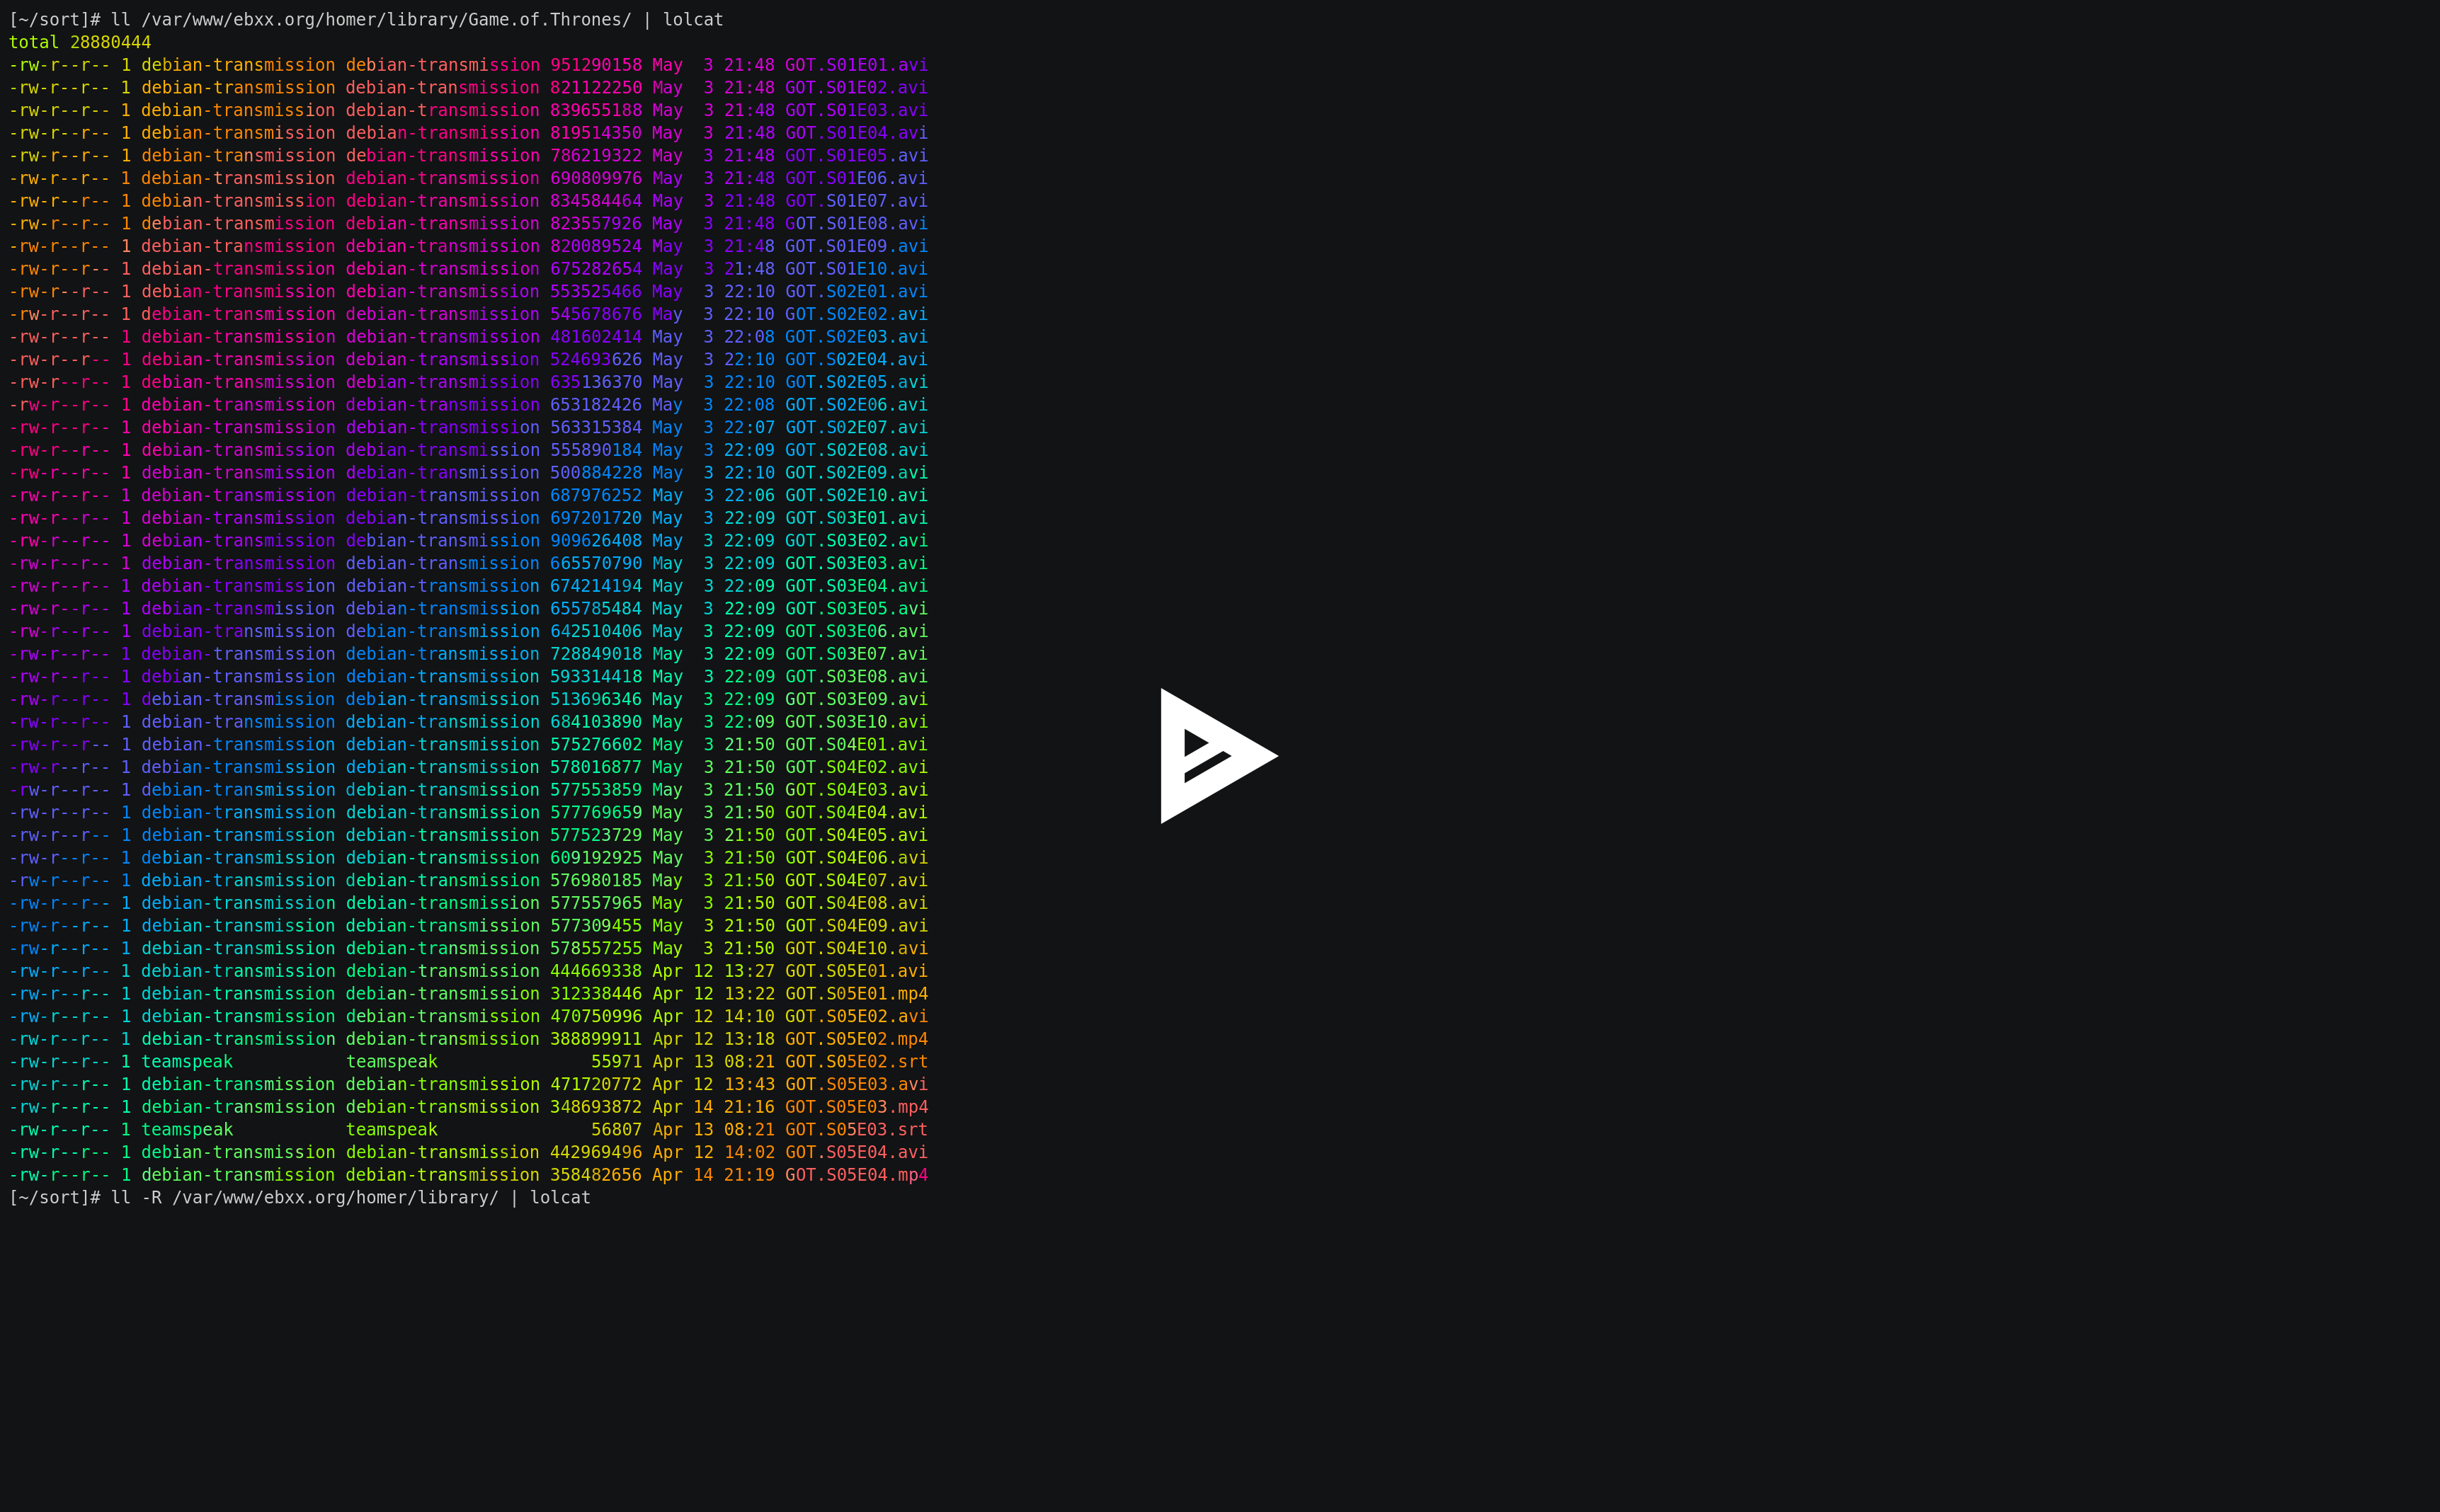 [~/sort]# ll /var/www/ebxx.org/homer/library/Game.of.Thrones/ | lolcat
total 28880444
-rw-r--r-- 1 debian-transmission debian-transmission 951290158 May  3 21:48 GOT.S01E01.avi
-rw-r--r-- 1 debian-transmission debian-transmission 821122250 May  3 21:48 GOT.S01E02.avi
-rw-r--r-- 1 debian-transmission debian-transmission 839655188 May  3 21:48 GOT.S01E03.avi
-rw-r--r-- 1 debian-transmission debian-transmission 819514350 May  3 21:48 GOT.S01E04.avi
-rw-r--r-- 1 debian-transmission debian-transmission 786219322 May  3 21:48 GOT.S01E05.avi
-rw-r--r-- 1 debian-transmission debian-transmission 690809976 May  3 21:48 GOT.S01E06.avi
-rw-r--r-- 1 debian-transmission debian-transmission 834584464 May  3 21:48 GOT.S01E07.avi
-rw-r--r-- 1 debian-transmission debian-transmission 823557926 May  3 21:48 GOT.S01E08.avi
-rw-r--r-- 1 debian-transmission debian-transmission 820089524 May  3 21:48 GOT.S01E09.avi
-rw-r--r-- 1 debian-transmission debian-transmission 675282654 May  3 21:48 GOT.S01E10.avi
-rw-r--r-- 1 debian-transmission debian-transmission 553525466 May  3 22:10 GOT.S02E01.avi
-rw-r--r-- 1 debian-transmission debian-transmission 545678676 May  3 22:10 GOT.S02E02.avi
-rw-r--r-- 1 debian-transmission debian-transmission 481602414 May  3 22:08 GOT.S02E03.avi
-rw-r--r-- 1 debian-transmission debian-transmission 524693626 May  3 22:10 GOT.S02E04.avi
-rw-r--r-- 1 debian-transmission debian-transmission 635136370 May  3 22:10 GOT.S02E05.avi
-rw-r--r-- 1 debian-transmission debian-transmission 653182426 May  3 22:08 GOT.S02E06.avi
-rw-r--r-- 1 debian-transmission debian-transmission 563315384 May  3 22:07 GOT.S02E07.avi
-rw-r--r-- 1 debian-transmission debian-transmission 555890184 May  3 22:09 GOT.S02E08.avi
-rw-r--r-- 1 debian-transmission debian-transmission 500884228 May  3 22:10 GOT.S02E09.avi
-rw-r--r-- 1 debian-transmission debian-transmission 687976252 May  3 22:06 GOT.S02E10.avi
-rw-r--r-- 1 debian-transmission debian-transmission 697201720 May  3 22:09 GOT.S03E01.avi
-rw-r--r-- 1 debian-transmission debian-transmission 909626408 May  3 22:09 GOT.S03E02.avi
-rw-r--r-- 1 debian-transmission debian-transmission 665570790 May  3 22:09 GOT.S03E03.avi
-rw-r--r-- 1 debian-transmission debian-transmission 674214194 May  3 22:09 GOT.S03E04.avi
-rw-r--r-- 1 debian-transmission debian-transmission 655785484 May  3 22:09 GOT.S03E05.avi
-rw-r--r-- 1 debian-transmission debian-transmission 642510406 May  3 22:09 GOT.S03E06.avi
-rw-r--r-- 1 debian-transmission debian-transmission 728849018 May  3 22:09 GOT.S03E07.avi
-rw-r--r-- 1 debian-transmission debian-transmission 593314418 May  3 22:09 GOT.S03E08.avi
-rw-r--r-- 1 debian-transmission debian-transmission 513696346 May  3 22:09 GOT.S03E09.avi
-rw-r--r-- 1 debian-transmission debian-transmission 684103890 May  3 22:09 GOT.S03E10.avi
-rw-r--r-- 1 debian-transmission debian-transmission 575276602 May  3 21:50 GOT.S04E01.avi
-rw-r--r-- 1 debian-transmission debian-transmission 578016877 May  3 21:50 GOT.S04E02.avi
-rw-r--r-- 1 debian-transmission debian-transmission 577553859 May  3 21:50 GOT.S04E03.avi
-rw-r--r-- 1 debian-transmission debian-transmission 577769659 May  3 21:50 GOT.S04E04.avi
-rw-r--r-- 1 debian-transmission debian-transmission 577523729 May  3 21:50 GOT.S04E05.avi
-rw-r--r-- 1 debian-transmission debian-transmission 609192925 May  3 21:50 GOT.S04E06.avi
-rw-r--r-- 1 debian-transmission debian-transmission 576980185 May  3 21:50 GOT.S04E07.avi
-rw-r--r-- 1 debian-transmission debian-transmission 577557965 May  3 21:50 GOT.S04E08.avi
-rw-r--r-- 1 debian-transmission debian-transmission 577309455 May  3 21:50 GOT.S04E09.avi
-rw-r--r-- 1 debian-transmission debian-transmission 578557255 May  3 21:50 GOT.S04E10.avi
-rw-r--r-- 1 debian-transmission debian-transmission 444669338 Apr 12 13:27 GOT.S05E01.avi
-rw-r--r-- 1 debian-transmission debian-transmission 312338446 Apr 12 13:22 GOT.S05E01.mp4
-rw-r--r-- 1 debian-transmission debian-transmission 470750996 Apr 12 14:10 GOT.S05E02.avi
-rw-r--r-- 1 debian-transmission debian-transmission 388899911 Apr 12 13:18 GOT.S05E02.mp4
-rw-r--r-- 1 teamspeak           teamspeak               55971 Apr 13 08:21 GOT.S05E02.srt
-rw-r--r-- 1 debian-transmission debian-transmission 471720772 Apr 12 13:43 GOT.S05E03.avi
-rw-r--r-- 1 debian-transmission debian-transmission 348693872 Apr 14 21:16 GOT.S05E03.mp4
-rw-r--r-- 1 teamspeak           teamspeak               56807 Apr 13 08:21 GOT.S05E03.srt
-rw-r--r-- 1 debian-transmission debian-transmission 442969496 Apr 12 14:02 GOT.S05E04.avi
-rw-r--r-- 1 debian-transmission debian-transmission 358482656 Apr 14 21:19 GOT.S05E04.mp4
[~/sort]# ll -R /var/www/ebxx.org/homer/library/ | lolcat